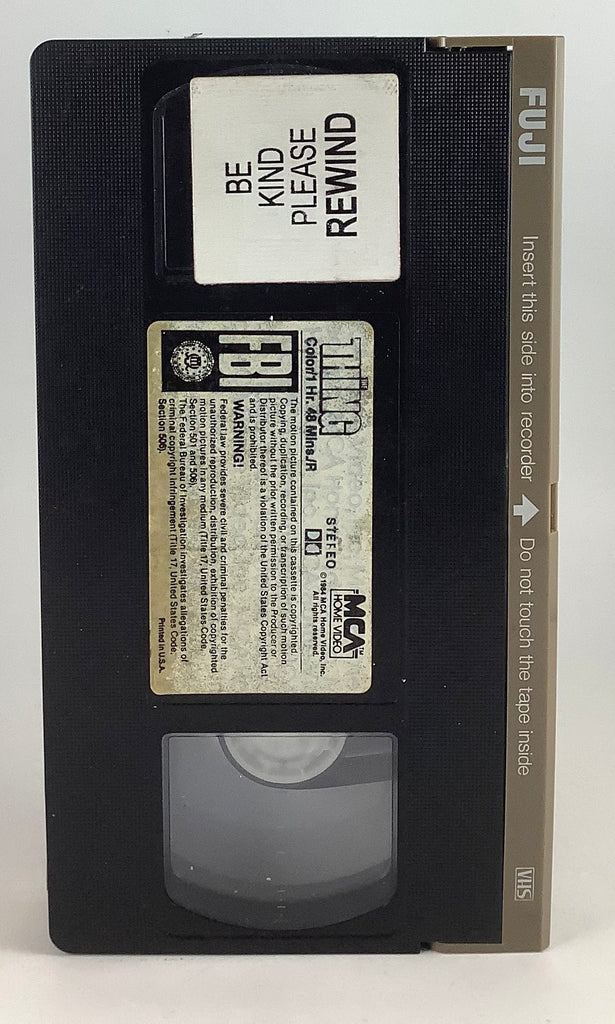 BE
KIND
PLEASE
REWIND
THE
THING
Color/1 Hr. 48 Mins./R
STEREO
MCA™
HOME VIDEO
©1984 MCA Home Video, Inc.
All rights reserved.
The motion picture contained on this cassette is copyrighted.
Copying, duplication, recording, or transcription of such motion
picture without the prior written permission to the Producer or
Distributor thereof is a violation of the United States Copyright Act
and is prohibited.
FBI
WARNING!
Federal law provides severe civil and criminal penalties for the
unauthorized reproduction, distribution, exhibition of copyrighted
motion pictures in any medium (Title 17, United States Code,
Section 501 and 506).
The Federal Bureau of Investigation investigates allegations of
criminal copyright infringement (Title 17, United States Code,
Section 506).
Printed in U.S.A.
FUJI
Insert this side into recorder
Do not touch the tape inside
VHS